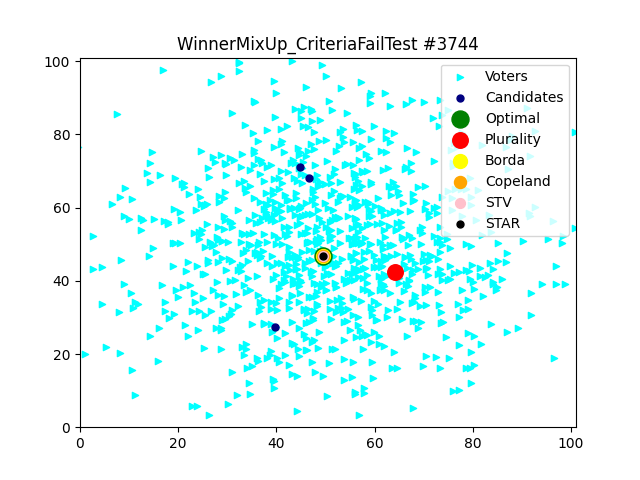 WinnerMixUp_CriteriaFailTest #3744
100
80
60
40
20
0
0
20
40
60
80
100
Voters
Candidates
Optimal
Plurality
Borda
Copeland
STV
STAR